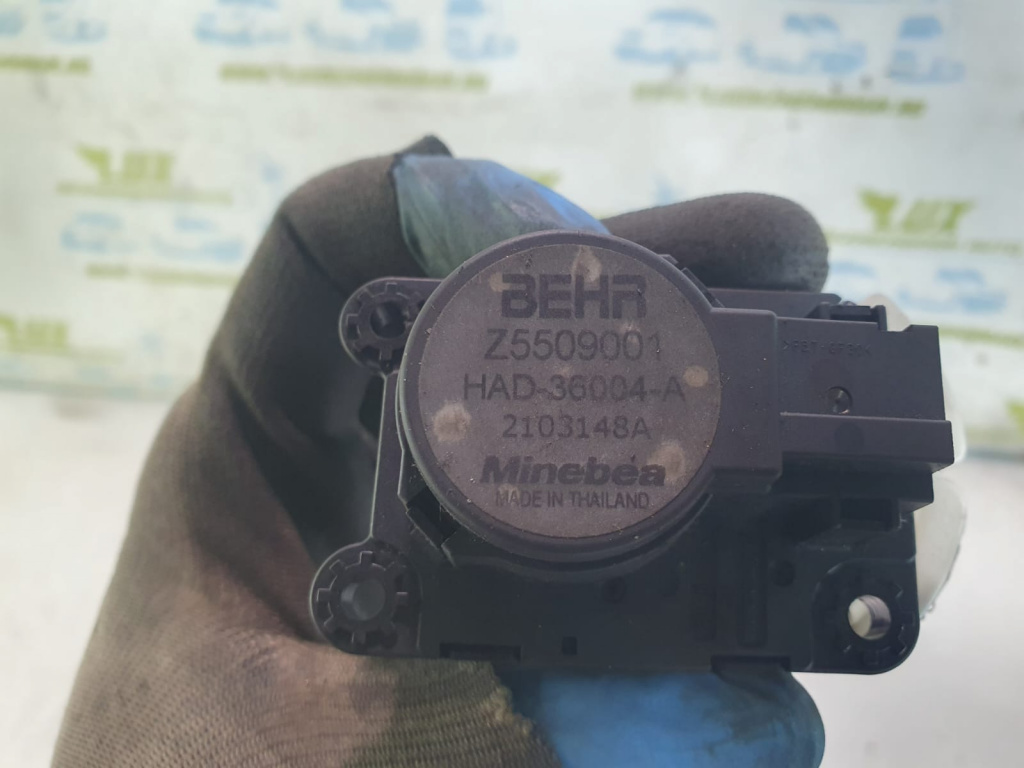 BEHR
Z5509001
HAD-36004-A
2103148A
Minebea
MADE IN THAILAND